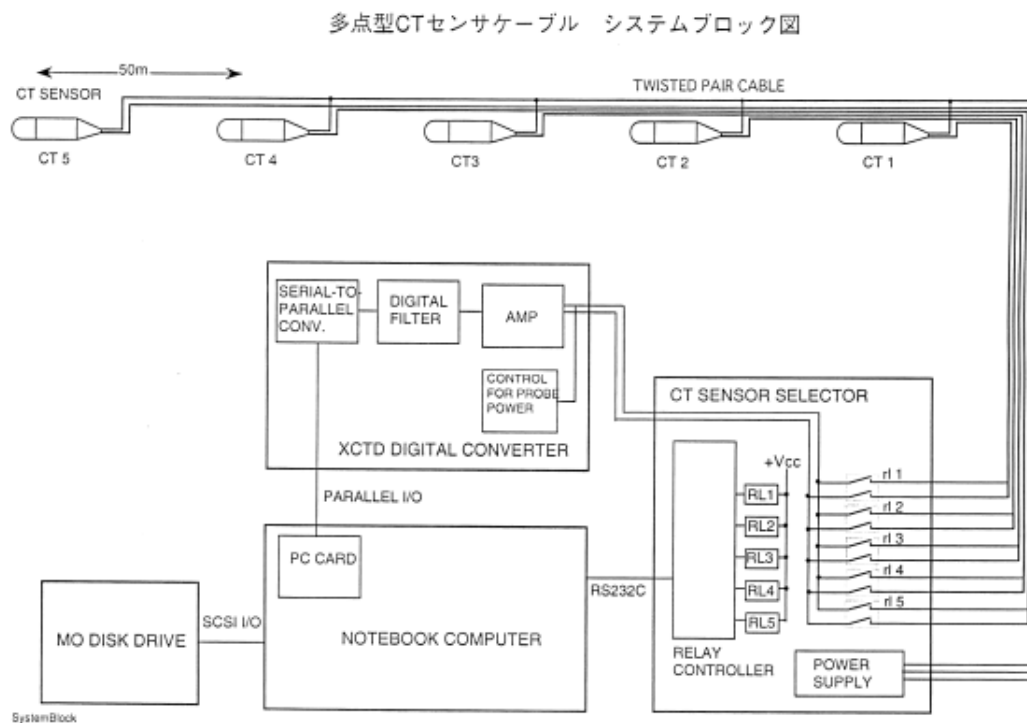 多点型CTセンサケーブル　システムブロック図
50m
CT SENSOR
TWISTED PAIR CABLE
CT 5
CT 4
CT3
CT 2
CT 1
SERIAL-TO-
PARALLEL
CONV.
DIGITAL
FILTER
AMP
CONTROL
FOR PROBE
POWER
XCTD DIGITAL CONVERTER
CT SENSOR SELECTOR
+Vcc
RL1
RL2
RL3
RL4
RL5
rl 1
rl 2
rl 3
rl 4
rl 5
RELAY
CONTROLLER
POWER
SUPPLY
PARALLEL I/O
PC CARD
RS232C
NOTEBOOK COMPUTER
SCSI I/O
MO DISK DRIVE
SystemBlock